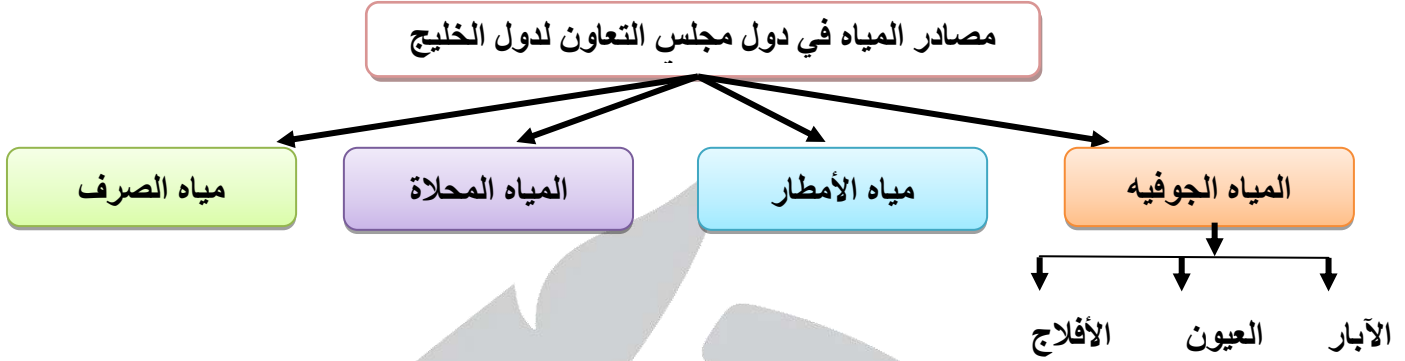 مصادر المياه في دول مجلس التعاون لدول الخليج
المياه الجوفيه
مياه الأمطار
المياه المحلاة
مياه الصرف
الآبار
العيون
الأفلاج